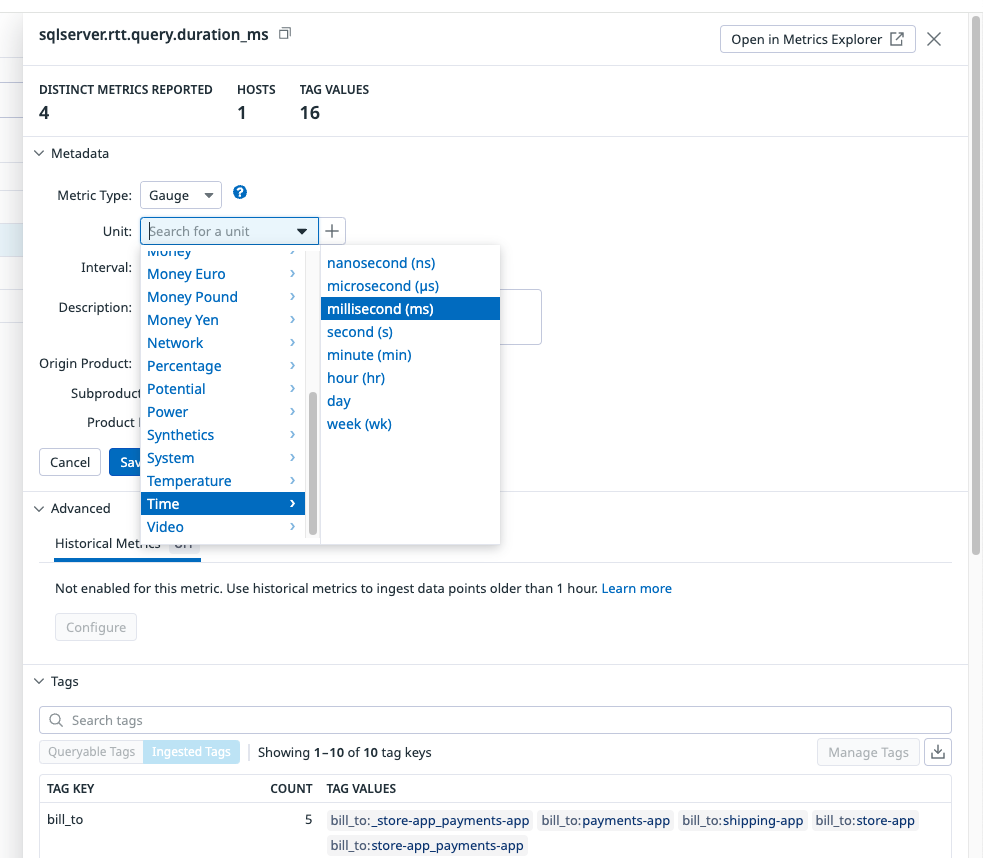 sqlserver.rtt.query.duration_ms
Open in Metrics Explorer
DISTINCT METRICS REPORTED HOSTS TAG VALUES
4 1 16
Metadata
Metric Type: Gauge
Unit: Search for a unit
Interval:
Description:
Origin Product:
Subproduct
Product
Money
Money Euro
Money Pound
Money Yen
Network
Percentage
Potential
Power
Synthetics
System
Temperature
Time
Video
nanosecond (ns)
microsecond (μs)
millisecond (ms)
second (s)
minute (min)
hour (hr)
day
week (wk)
Cancel Sav
Advanced
Historical Metrics
Not enabled for this metric. Use historical metrics to ingest data points older than 1 hour. Learn more
Configure
Tags
Search tags
Queryable Tags Ingested Tags Showing 1–10 of 10 tag keys Manage Tags
TAG KEY COUNT TAG VALUES
bill_to 5 bill_to:_store-app_payments-app bill_to:payments-app bill_to:shipping-app bill_to:store-app
bill_to:store-app_payments-app